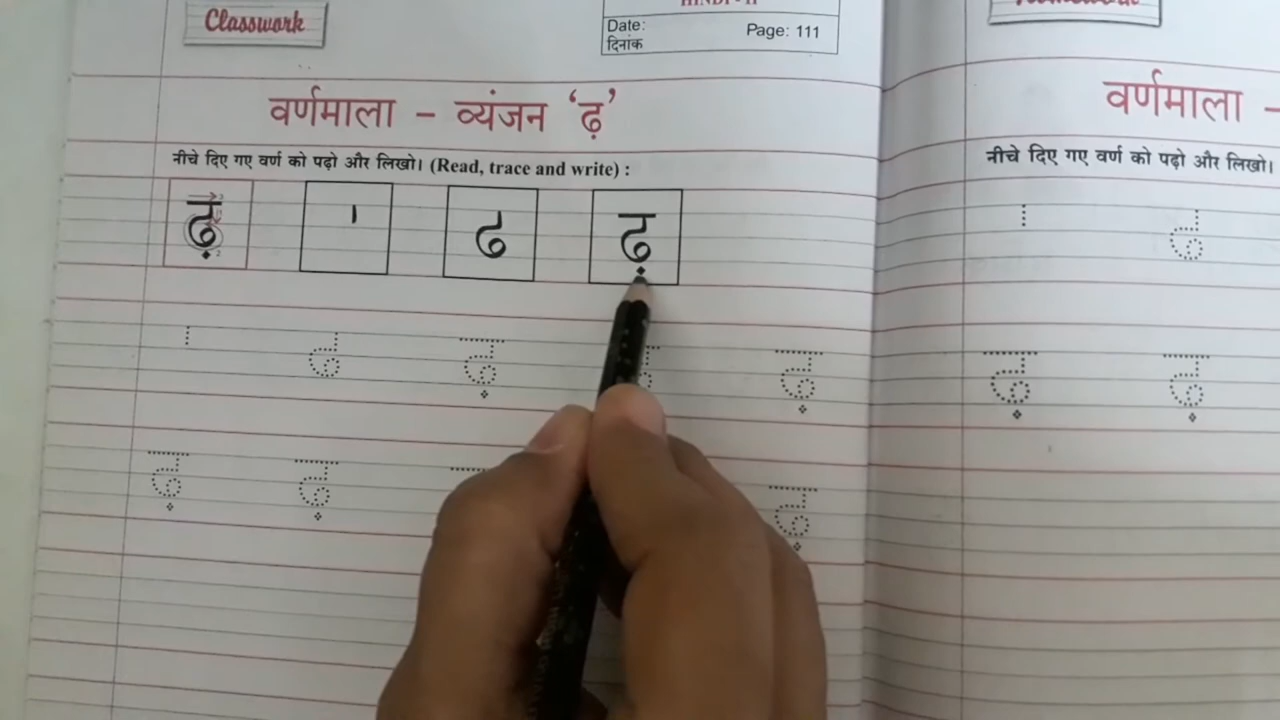 Classwork
HINDI - II
Date:
दिनांक
Page: 111
वर्णमाला – व्यंजन ‘ढ़’
नीचे दिए गए वर्ण को पढ़ो और लिखो। (Read, trace and write) :
ढ़ ' ढ ढ़
ढ ढ़ ढ़
ढ़ ढ़ ढ़
वर्णमाला –
नीचे दिए गए वर्ण को पढ़ो और लिखो।
ढ
ढ़ ढ़